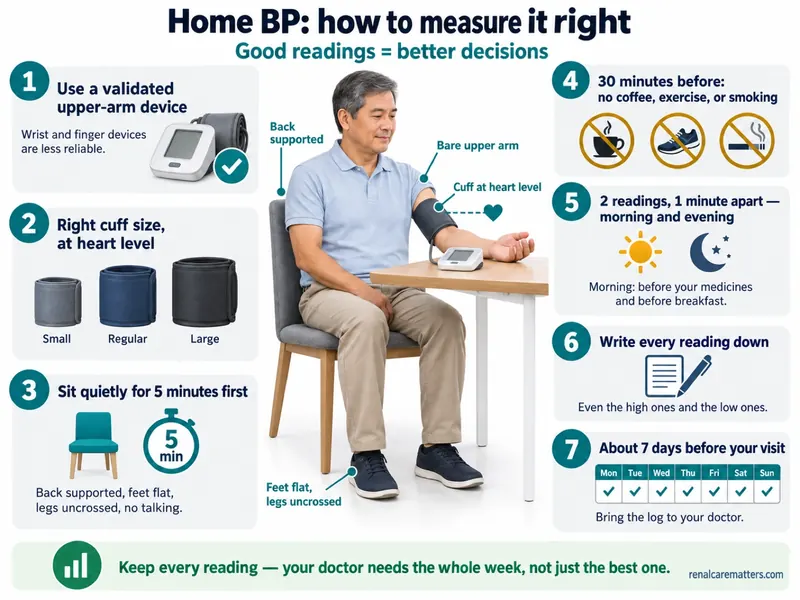 Home BP: how to measure it right
Good readings = better decisions
1
Use a validated
upper-arm device
Wrist and finger devices
are less reliable.
2
Right cuff size,
at heart level
Small
Regular
Large
3
Sit quietly for 5 minutes first
5
min
Back supported, feet flat,
legs uncrossed, no talking.
Back
supported
Bare upper arm
Cuff at heart level
Feet flat,
legs uncrossed
4
30 minutes before:
no coffee, exercise, or smoking
5
2 readings, 1 minute apart —
morning and evening
Morning: before your medicines
and before breakfast.
6
Write every reading down
Even the high ones and the low ones.
7
About 7 days before your visit
Mon Tue Wed Thu Fri Sat Sun
Bring the log to your doctor.
Keep every reading — your doctor needs the whole week, not just the best one.
renalcarematters.com